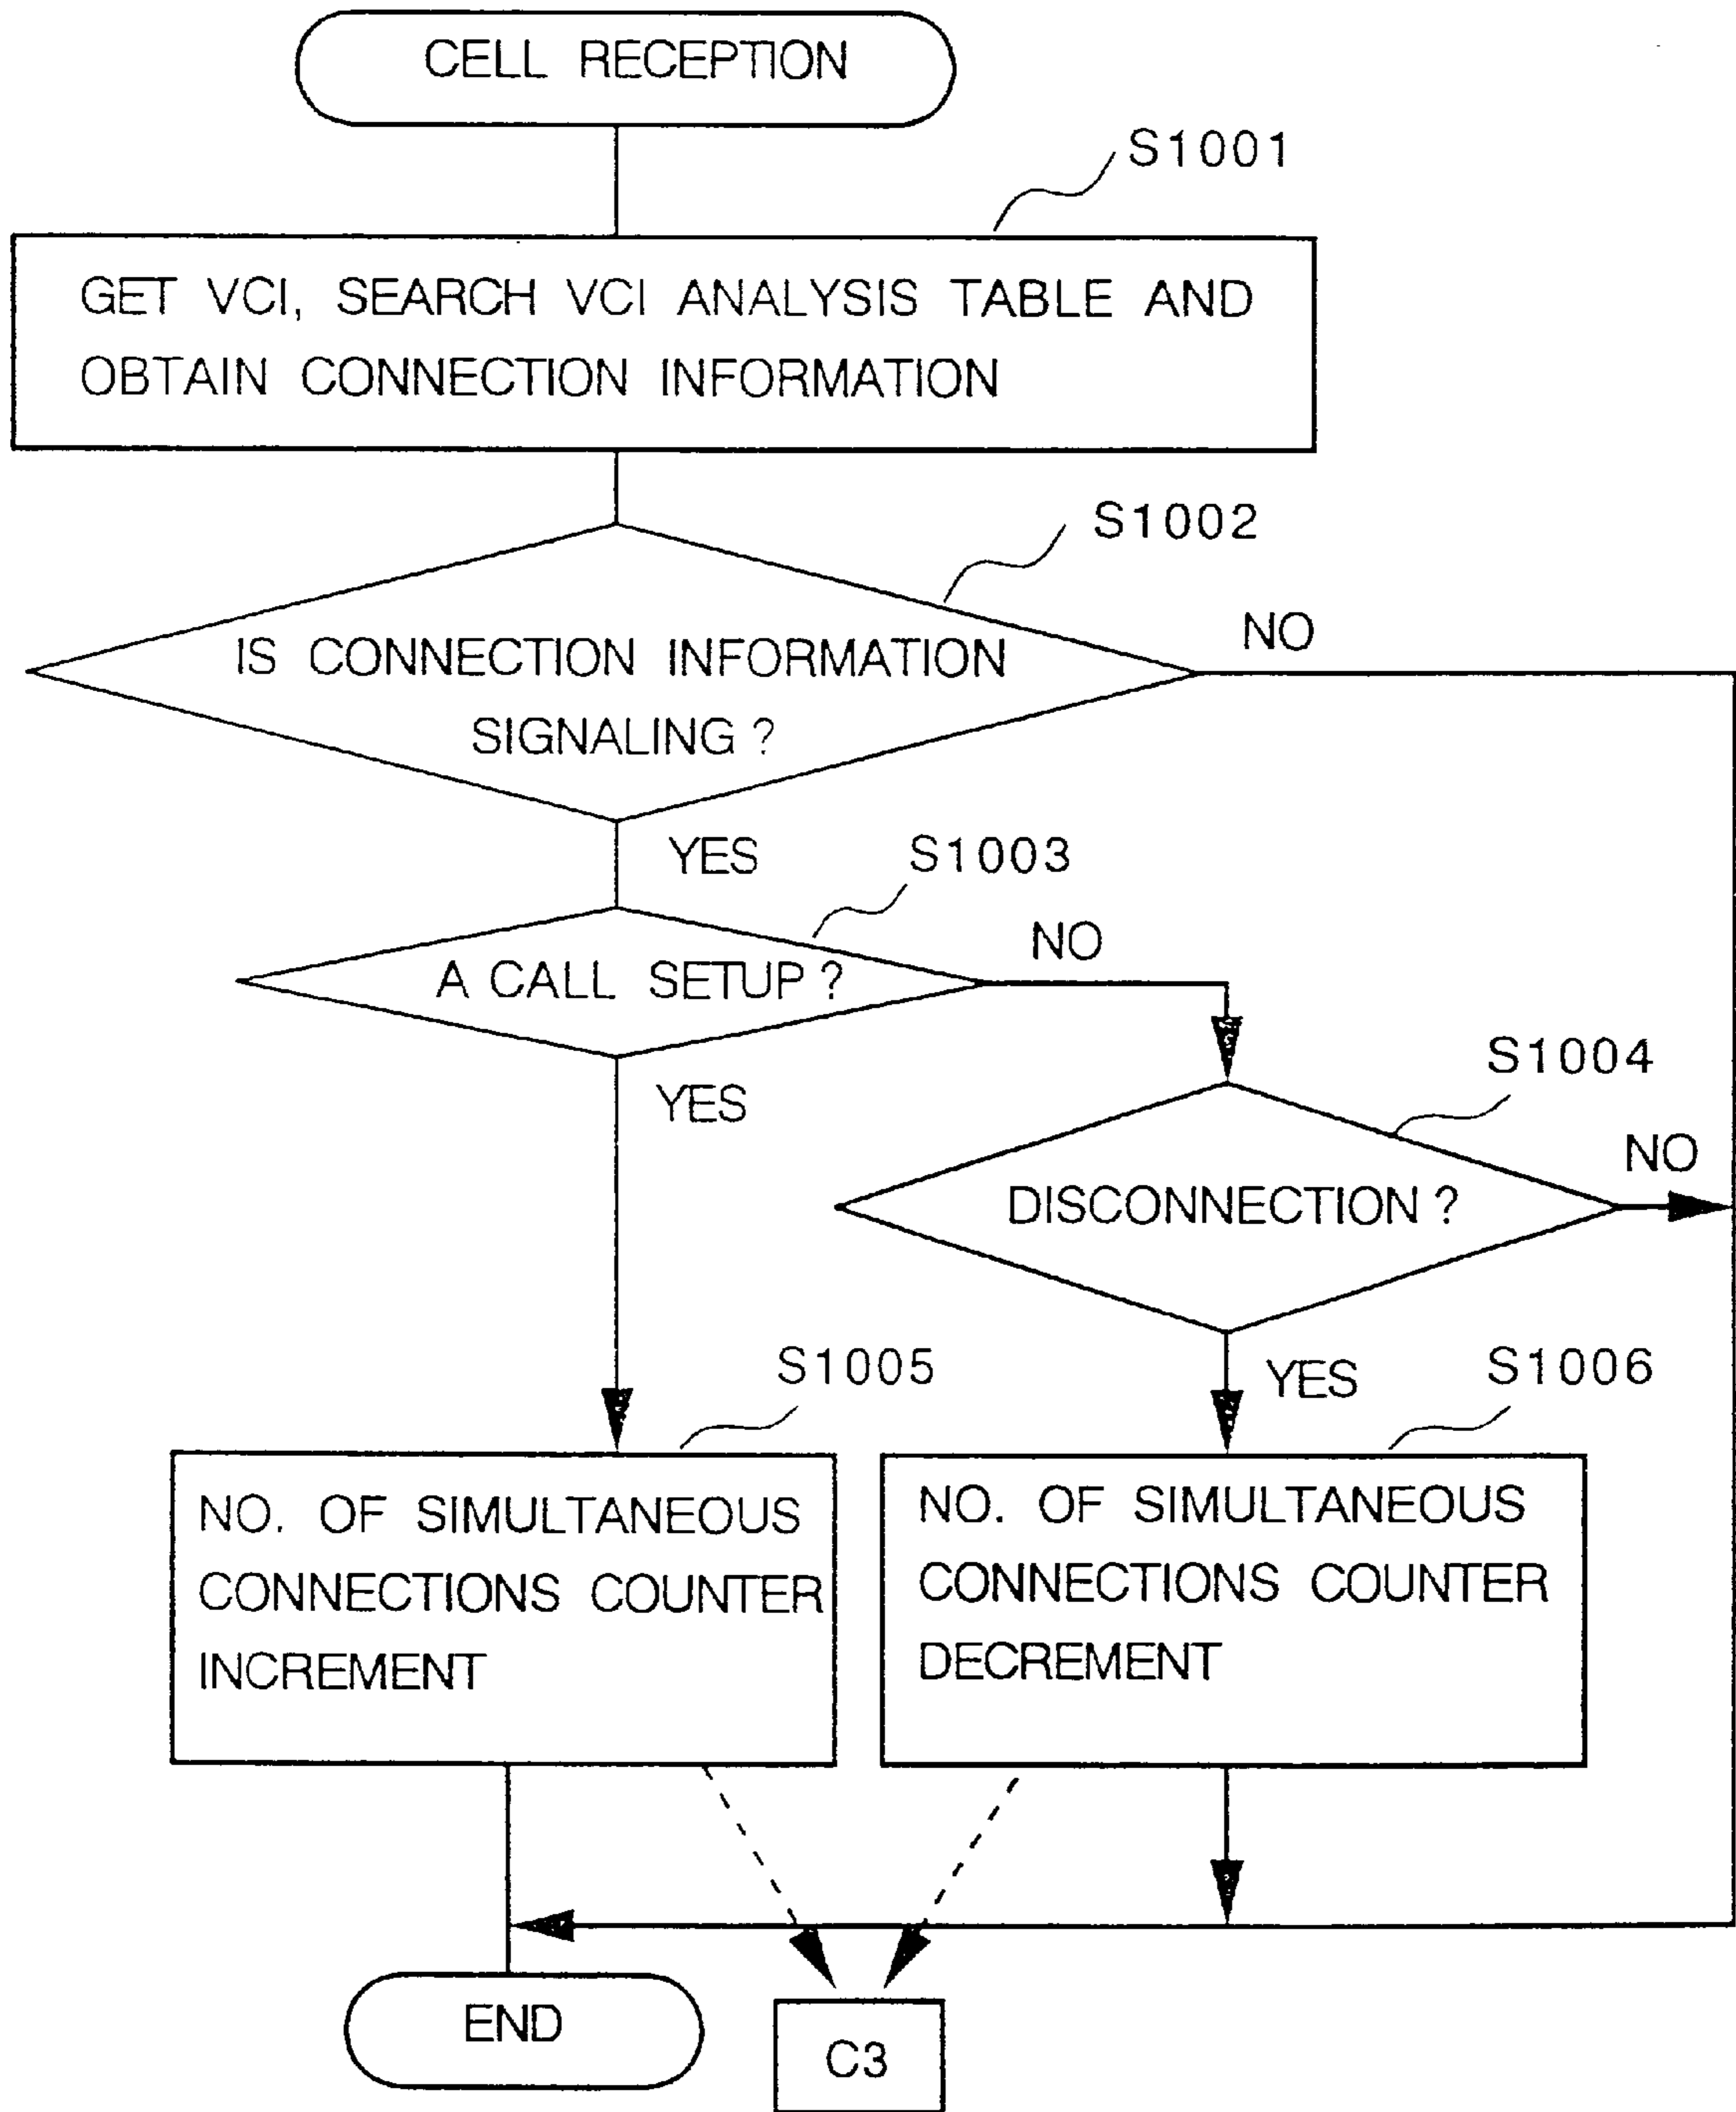 CELL RECEPTION
S1001
GET VCI, SEARCH VCI ANALYSIS TABLE AND
OBTAIN CONNECTION INFORMATION
S1002
NO
IS CONNECTION INFORMATION
SIGNALING ?
YES
S1003
NO
A CALL SETUP ?
YES
S1004
NO
DISCONNECTION ?
YES
S1005
S1006
NO. OF SIMULTANEOUS
CONNECTIONS COUNTER
INCREMENT
NO. OF SIMULTANEOUS
CONNECTIONS COUNTER
DECREMENT
END
C3